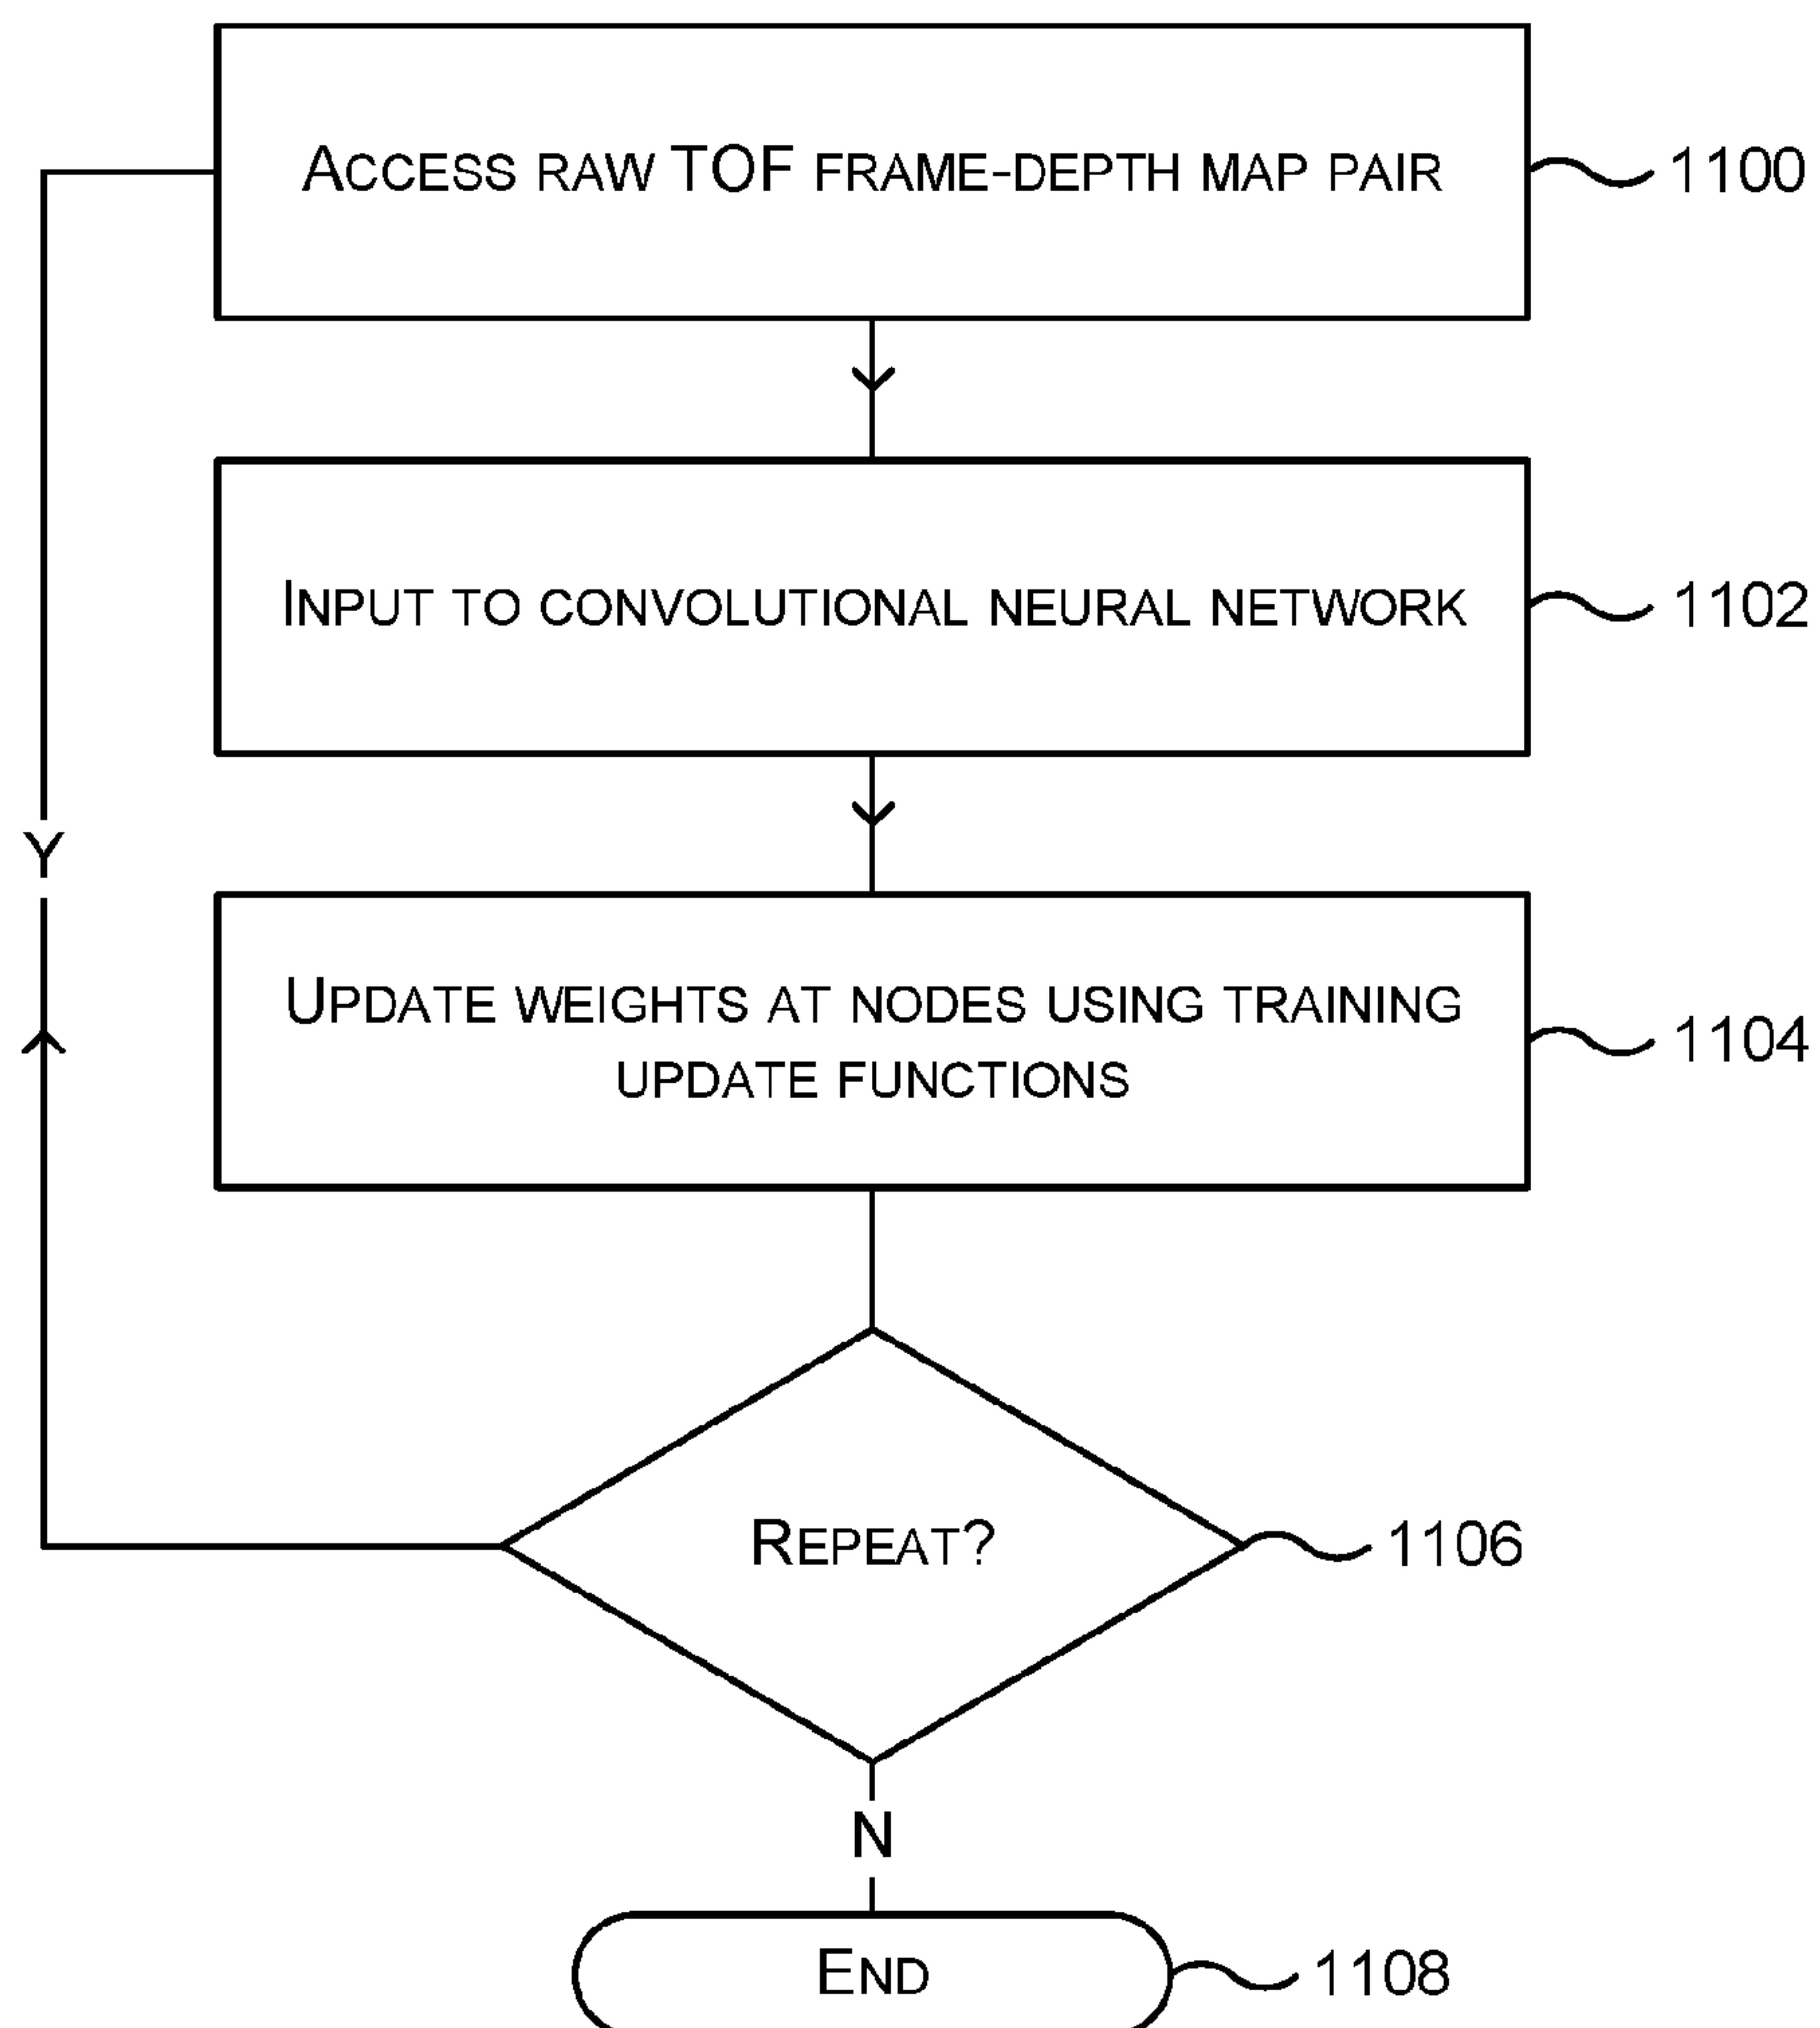 ACCESS RAW TOF FRAME-DEPTH MAP PAIR
1100
INPUT TO CONVOLUTIONAL NEURAL NETWORK
1102
Y
UPDATE WEIGHTS AT NODES USING TRAINING
UPDATE FUNCTIONS
1104
REPEAT?
1106
N
END
1108